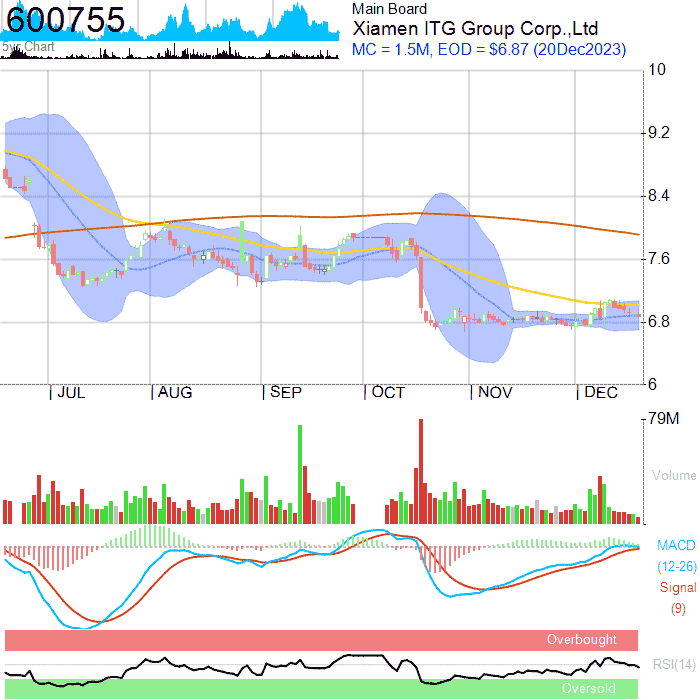 600755
5yr Chart
Main Board
Xiamen ITG Group Corp.,Ltd
MC = 1.5M, EOD = $6.87 (20Dec2023)
10
9.2
8.4
7.6
6.8
6
JUL AUG SEP OCT NOV DEC
79M
Volume
MACD
(12-26)
Signal
(9)
Overbought
RSI(14)
Oversold